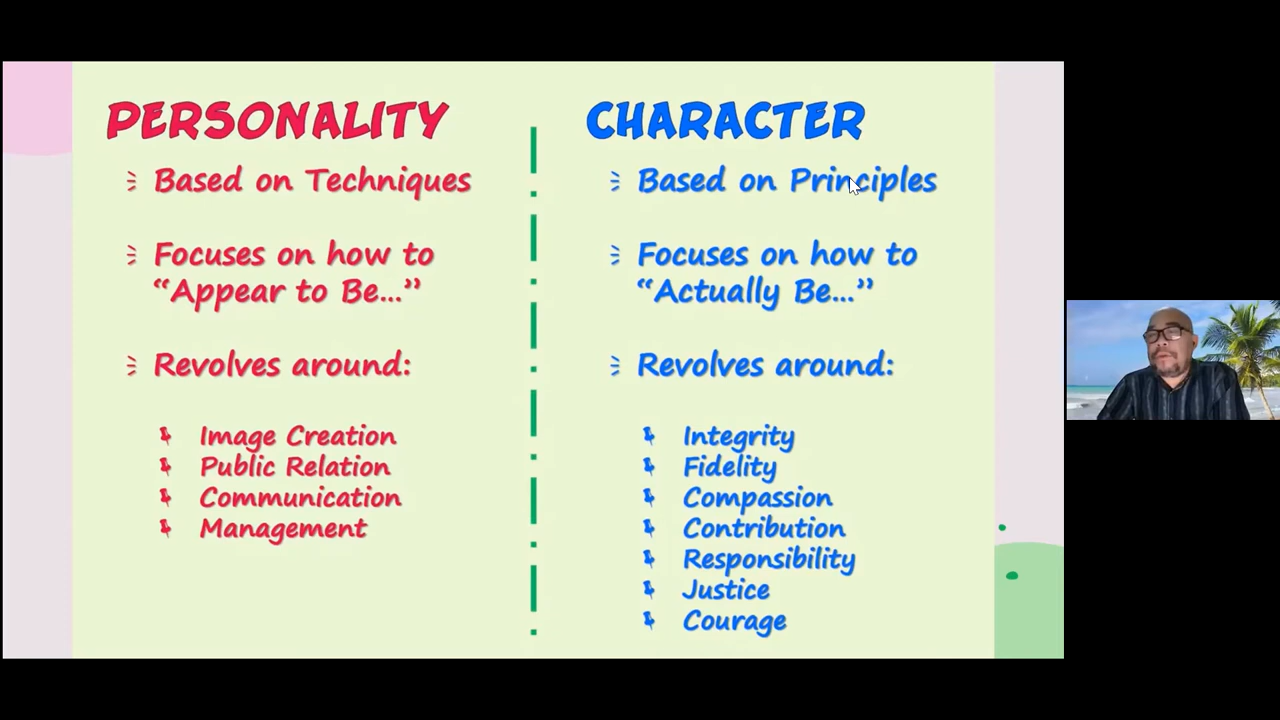 PERSONALITY
Based on Techniques
Focuses on how to
“Appear to Be...”
Revolves around:
Image Creation
Public Relation
Communication
Management
CHARACTER
Based on Principles
Focuses on how to
“Actually Be...”
Revolves around:
Integrity
Fidelity
Compassion
Contribution
Responsibility
Justice
Courage